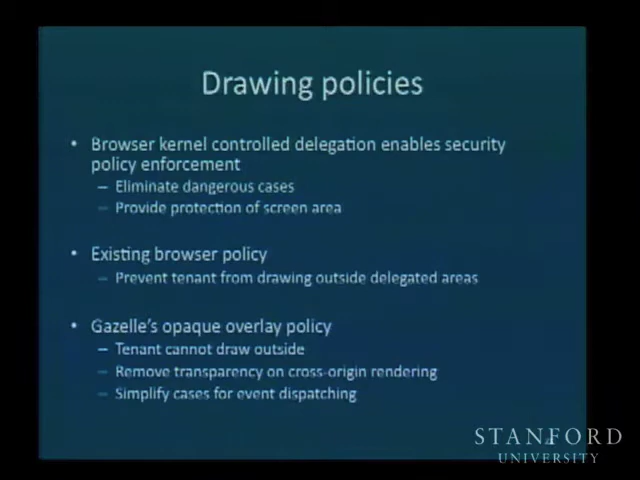 Drawing policies
• Browser kernel controlled delegation enables security
policy enforcement
– Eliminate dangerous cases
– Provide protection of screen area
• Existing browser policy
– Prevent tenant from drawing outside delegated areas
• Gazelle's opaque overlay policy
– Tenant cannot draw outside
– Remove transparency on cross-origin rendering
– Simplify cases for event dispatching
STANFORD
UNIVERSITY